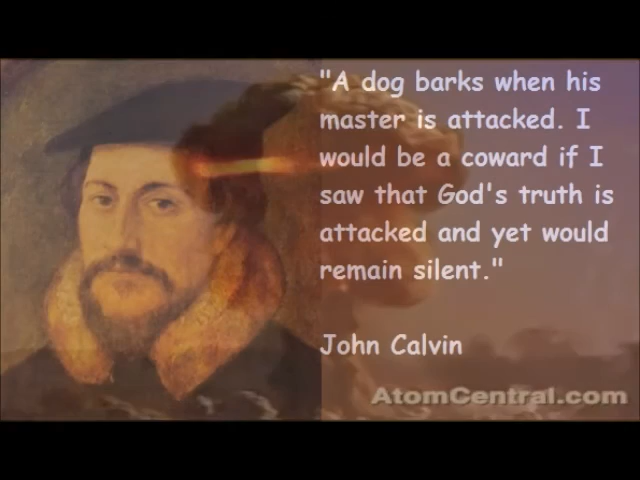 "A dog barks when his
master is attacked. I
would be a coward if I
saw that God's truth is
attacked and yet would
remain silent."
John Calvin
AtomCentral.com